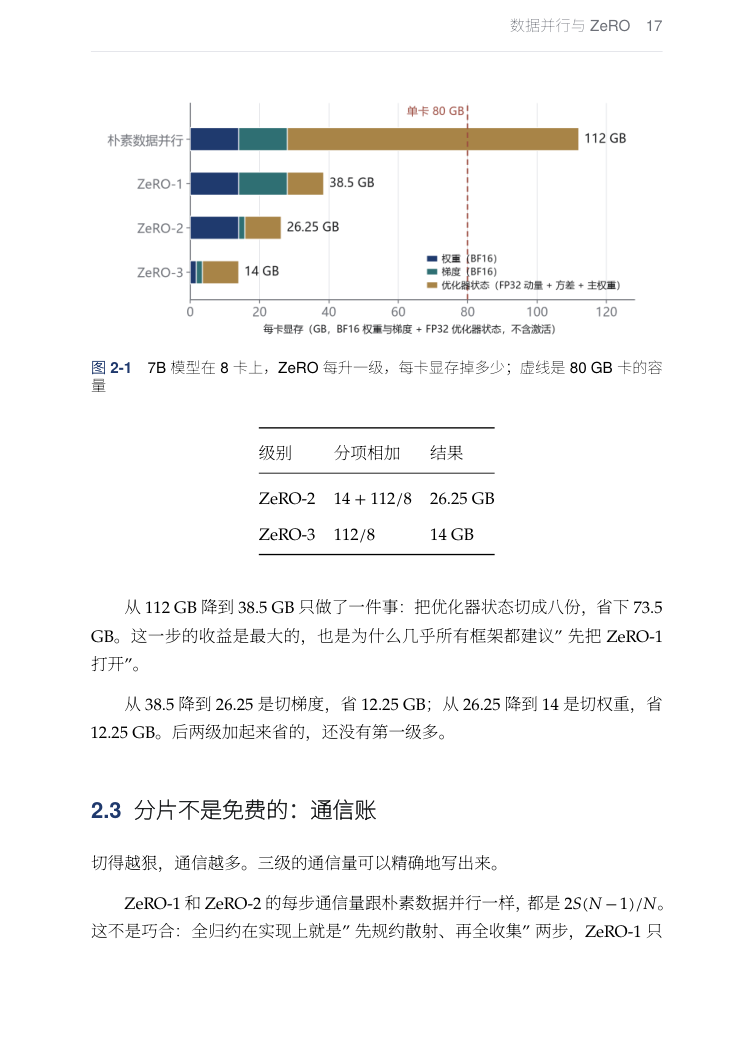 数据并行与 ZeRO 17
单卡 80 GB
朴素数据并行 112 GB
ZeRO-1 38.5 GB
ZeRO-2 26.25 GB
ZeRO-3 14 GB
权重（BF16）
梯度（BF16）
优化器状态（FP32 动量 + 方差 + 主权重）
0 20 40 60 80 100 120
每卡显存（GB，BF16 权重与梯度 + FP32 优化器状态，不含激活）
图 2-1 7B 模型在 8 卡上，ZeRO 每升一级，每卡显存掉多少；虚线是 80 GB 卡的容
量
级别 分项相加 结果
ZeRO-2 14 + 112/8 26.25 GB
ZeRO-3 112/8 14 GB
从 112 GB 降到 38.5 GB 只做了一件事：把优化器状态切成八份，省下 73.5
GB。这一步的收益是最大的，也是为什么几乎所有框架都建议” 先把 ZeRO-1
打开”。
从 38.5 降到 26.25 是切梯度，省 12.25 GB；从 26.25 降到 14 是切权重，省
12.25 GB。后两级加起来省的，还没有第一级多。
2.3 分片不是免费的：通信账
切得越狠，通信越多。三级的通信量可以精确地写出来。
ZeRO-1 和 ZeRO-2 的每步通信量跟朴素数据并行一样，都是 2S(N − 1)/N。
这不是巧合：全归约在实现上就是” 先规约散射、再全收集” 两步，ZeRO-1 只